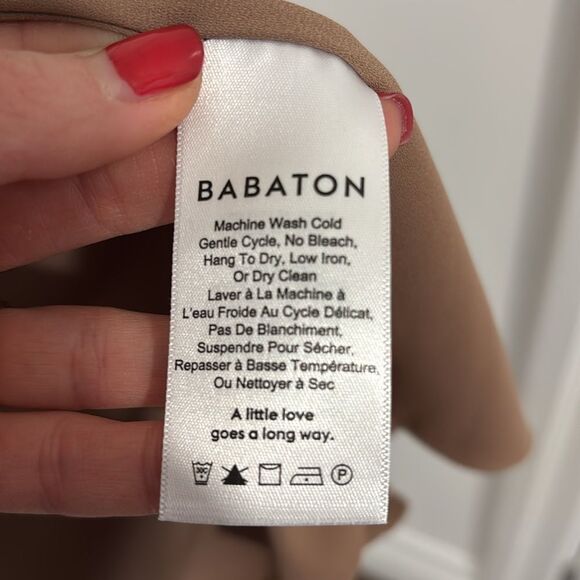 BABATON
Machine Wash Cold
Gentle Cycle, No Bleach,
Hang To Dry, Low Iron,
Or Dry Clean
Laver à La Machine à
L'eau Froide Au Cycle Délicat,
Pas De Blanchiment,
Suspendre Pour Sécher,
Repasser à Basse Température,
Ou Nettoyer à Sec
A little love
goes a long way.
30C P